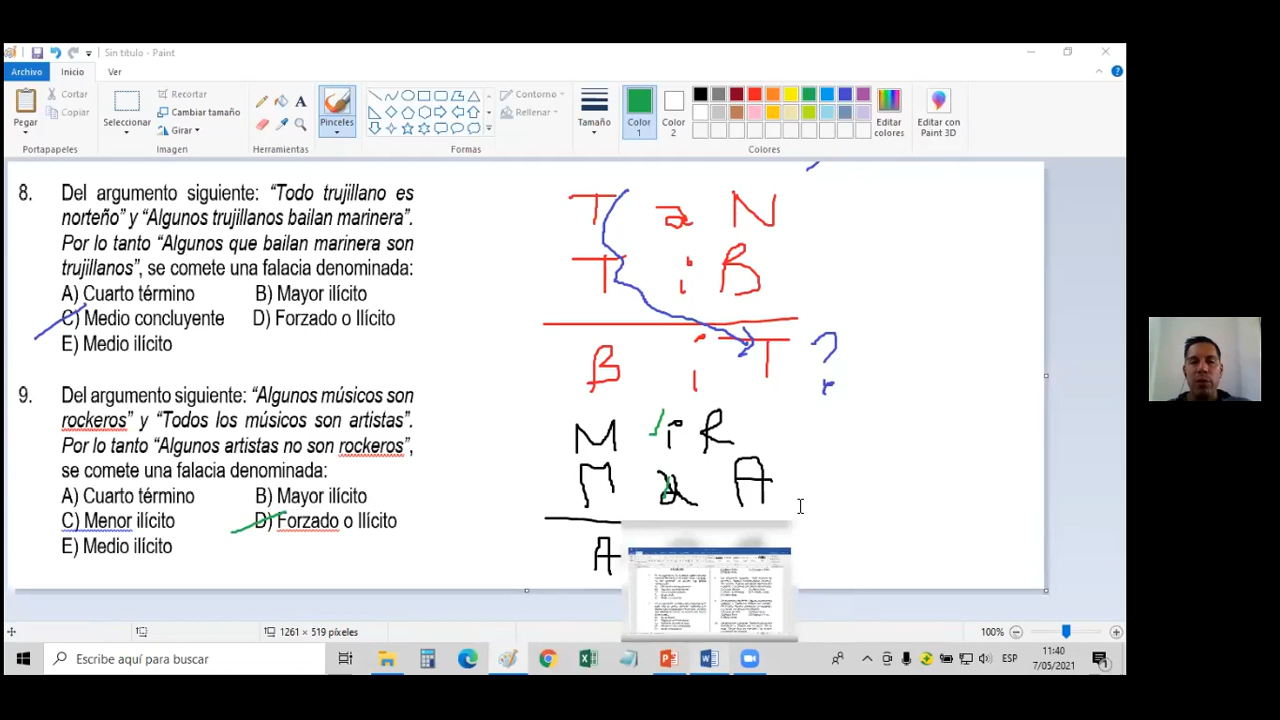 Sin título - Paint
Archivo
Inicio
Ver
Pegar
Cortar
Copiar
Portapapeles
Seleccionar
Recortar
Cambiar tamaño
Girar
Imagen
Herramientas
Pinceles
Contorno
Rellenar
Formas
Tamaño
Color 1
Color 2
Editar colores
Colores
Editar con Paint 3D
8. Del argumento siguiente: “Todo trujillano es
norteño” y “Algunos trujillanos bailan marinera”.
Por lo tanto “Algunos que bailan marinera son
trujillanos”, se comete una falacia denominada:
A) Cuarto término B) Mayor ilícito
C) Medio concluyente D) Forzado o Ilícito
E) Medio ilícito
9. Del argumento siguiente: “Algunos músicos son
rockeros” y “Todos los músicos son artistas”.
Por lo tanto “Algunos artistas no son rockeros”,
se comete una falacia denominada:
A) Cuarto término B) Mayor ilícito
C) Menor ilícito D) Forzado o Ilícito
E) Medio ilícito
T a N
T i B
B i T ?
M i R
M a A
A
1261 × 519 píxeles
100%
Escribe aquí para buscar
ESP
11:40
7/05/2021